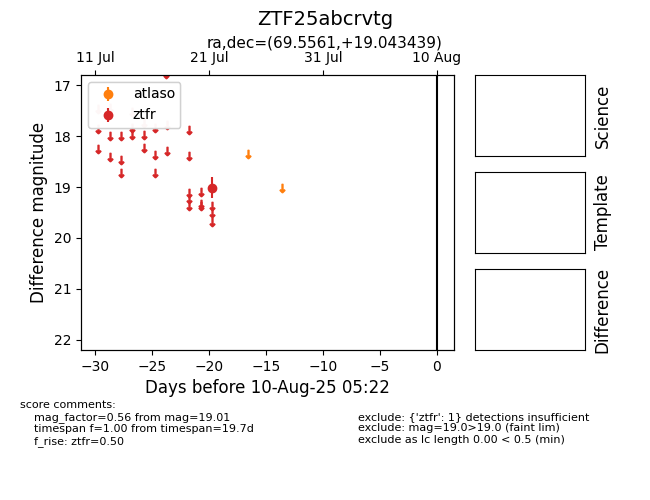 ZTF25abcrvtg
ra,dec=(69.5561,+19.043439)
11 Jul 21 Jul 31 Jul 10 Aug
atlaso
ztfr
17
18
19
20
21
22
Difference magnitude
−30 −25 −20 −15 −10 −5 0
Days before 10-Aug-25 05:22
Science
Template
Difference
score comments:
mag_factor=0.56 from mag=19.01
timespan f=1.00 from timespan=19.7d
f_rise: ztfr=0.50
exclude: {'ztfr': 1} detections insufficient
exclude: mag=19.0>19.0 (faint lim)
exclude as lc length 0.00 < 0.5 (min)